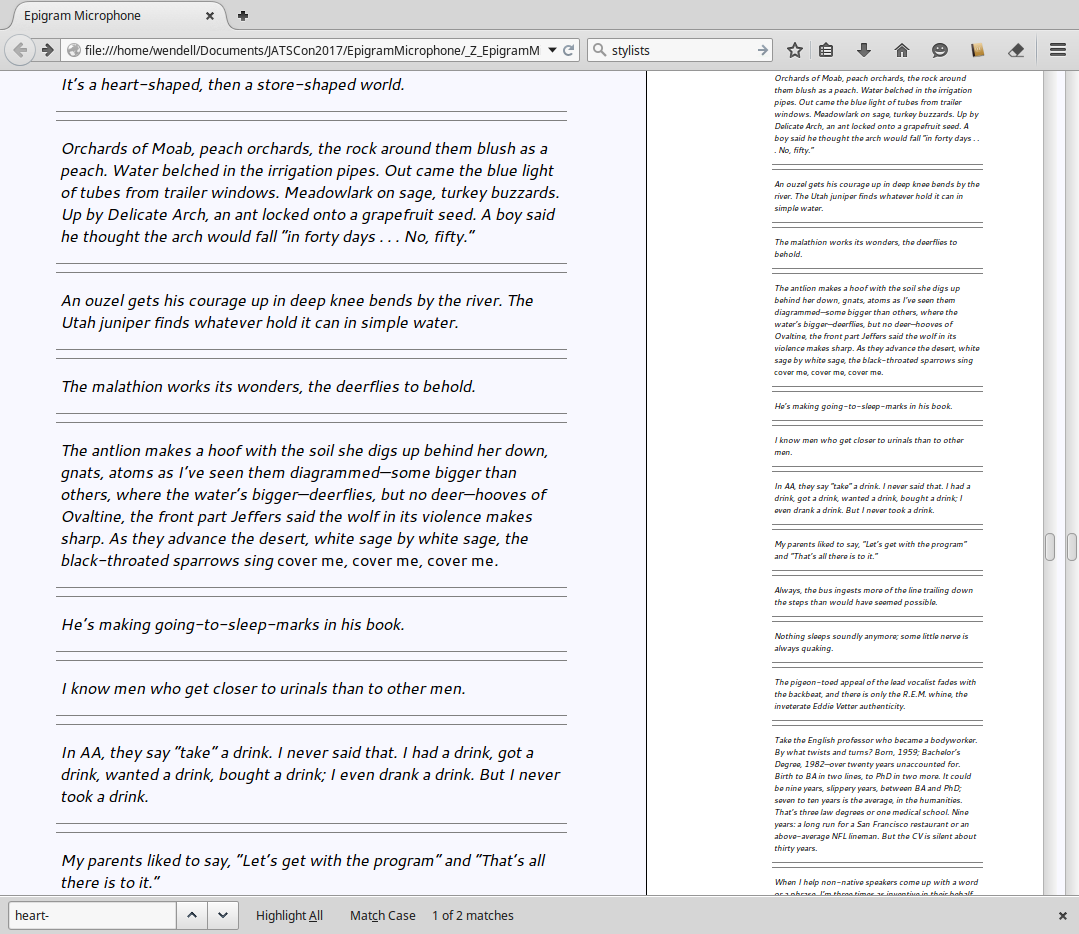 Epigram Microphone
file:///home/wendell/Documents/JATSCon2017/EpigramMicrophone/_Z_EpigramM
stylists
It's a heart-shaped, then a store-shaped world.
Orchards of Moab, peach orchards, the rock around them blush as a
peach. Water belched in the irrigation pipes. Out came the blue light
of tubes from trailer windows. Meadowlark on sage, turkey buzzards.
Up by Delicate Arch, an ant locked onto a grapefruit seed. A boy said
he thought the arch would fall "in forty days . . . No, fifty."
An ouzel gets his courage up in deep knee bends by the river. The
Utah juniper finds whatever hold it can in simple water.
The malathion works its wonders, the deerflies to behold.
The antlion makes a hoof with the soil she digs up behind her down,
gnats, atoms as I've seen them diagrammed—some bigger than
others, where the water's bigger—deerflies, but no deer—hooves of
Ovaltine, the front part Jeffers said the wolf in its violence makes
sharp. As they advance the desert, white sage by white sage, the
black-throated sparrows sing cover me, cover me, cover me.
He's making going-to-sleep-marks in his book.
I know men who get closer to urinals than to other men.
In AA, they say "take" a drink. I never said that. I had a drink, got a
drink, wanted a drink, bought a drink; I even drank a drink. But I never
took a drink.
My parents liked to say, "Let's get with the program" and "That's all
there is to it."
Orchards of Moab, peach orchards, the rock around
them blush as a peach. Water belched in the irrigation
pipes. Out came the blue light of tubes from trailer
windows. Meadowlark on sage, turkey buzzards. Up by
Delicate Arch, an ant locked onto a grapefruit seed. A
boy said he thought the arch would fall "in forty days . .
. No, fifty."
An ouzel gets his courage up in deep knee bends by the
river. The Utah juniper finds whatever hold it can in
simple water.
The malathion works its wonders, the deerflies to
behold.
The antlion makes a hoof with the soil she digs up
behind her down, gnats, atoms as I've seen them
diagrammed—some bigger than others, where the
water's bigger—deerflies, but no deer—hooves of
Ovaltine, the front part Jeffers said the wolf in its
violence makes sharp. As they advance the desert, white
sage by white sage, the black-throated sparrows sing
cover me, cover me, cover me.
He's making going-to-sleep-marks in his book.
I know men who get closer to urinals than to other
men.
In AA, they say "take" a drink. I never said that. I had a
drink, got a drink, wanted a drink, bought a drink; I
even drank a drink. But I never took a drink.
My parents liked to say, "Let's get with the program"
and "That's all there is to it."
Always, the bus ingests more of the line trailing down
the steps than would have seemed possible.
Nothing sleeps soundly anymore; some little nerve is
always quaking.
The pigeon-toed appeal of the lead vocalist fades with
the backbeat, and there is only the R.E.M. whine, the
inveterate Eddie Vetter authenticity.
Take the English professor who became a bodyworker.
By what twists and turns? Born, 1959; Bachelor's
Degree, 1982—over twenty years unaccounted for.
Birth to BA in two lines, to PhD in two more. It could
be nine years, slippery years, between BA and PhD;
seven to ten years is the average, in the humanities.
That's three law degrees or one medical school. Nine
years: a long run for a San Francisco restaurant or an
above-average NFL lineman. But the CV is silent about
thirty years.
When I help non-native speakers come up with a word
or a phrase, I'm three times as inventive in their behalf
heart-
Highlight All
Match Case
1 of 2 matches